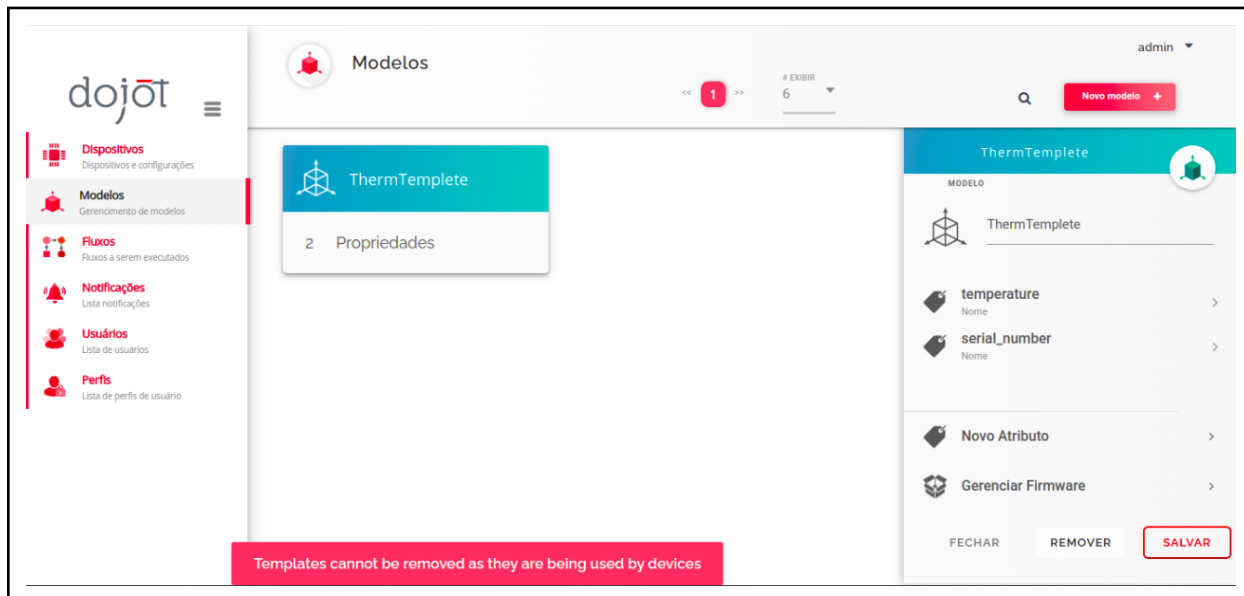 dojōt
Dispositivos
Dispositivos e configurações
Modelos
Gerencimento de modelos
Fluxos
Fluxos a serem executados
Notificações
Lista notificações
Usuários
Lista de usuários
Perfis
Lista de perfis de usuário
Modelos
<< 1 >>
# EXIBIR
6
admin
Novo modelo +
ThermTemplete
2 Propriedades
ThermTemplete
MODELO
ThermTemplete
temperature
Nome
serial_number
Nome
Novo Atributo
Gerenciar Firmware
FECHAR REMOVER SALVAR
Templates cannot be removed as they are being used by devices